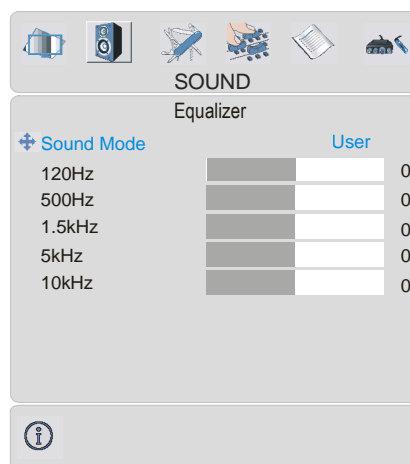 SOUND
Equalizer
Sound Mode User
120Hz 0
500Hz 0
1.5kHz 0
5kHz 0
10kHz 0